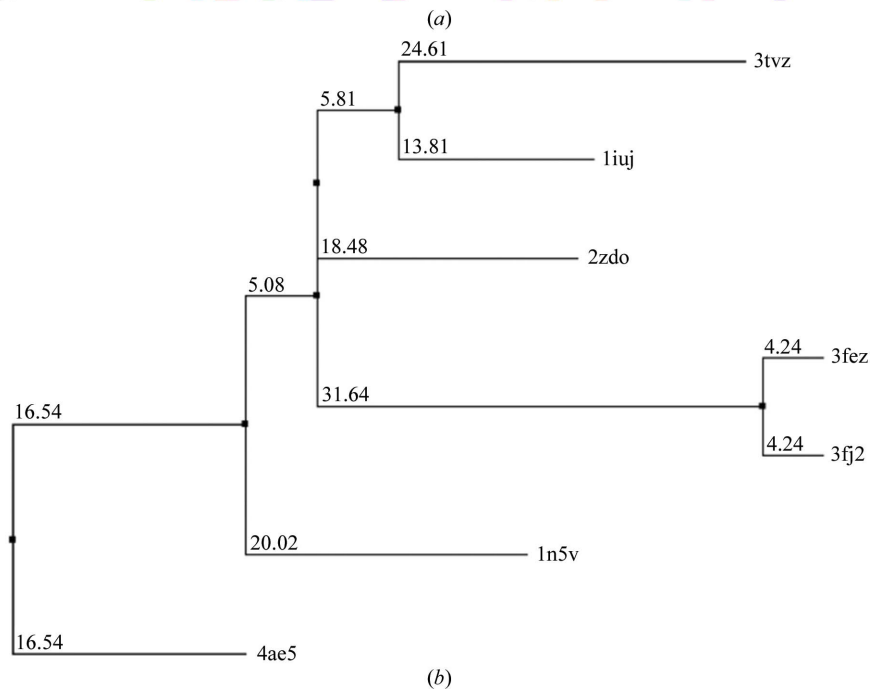 (a)
24.61 3tvz
5.81
13.81 1iuj
18.48 2zdo
5.08
4.24 3fez
31.64
16.54
4.24 3fj2
20.02 1n5v
16.54 4ae5
(b)